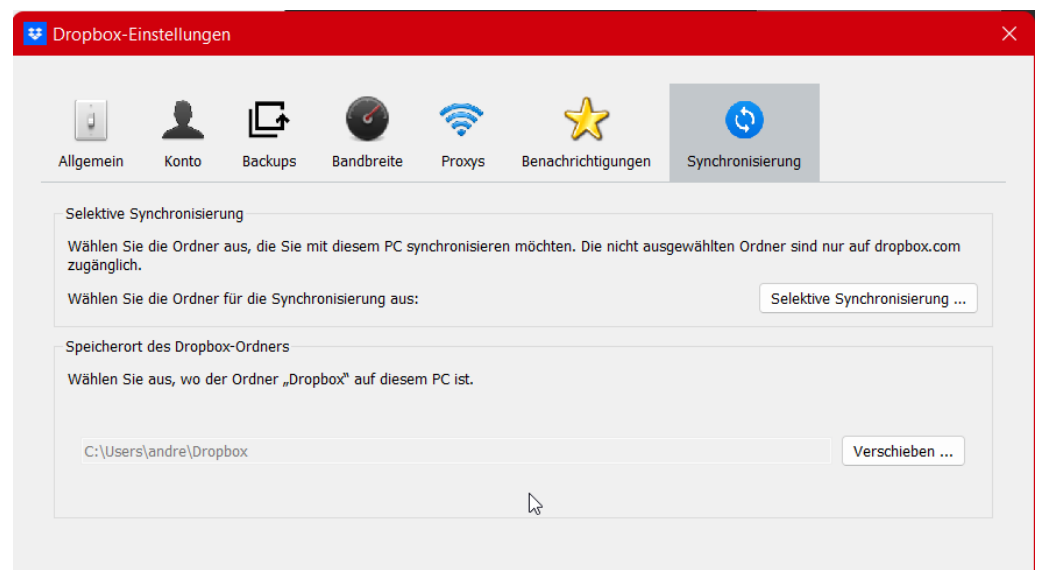 Dropbox-Einstellungen
Allgemein Konto Backups Bandbreite Proxys Benachrichtigungen Synchronisierung
Selektive Synchronisierung
Wählen Sie die Ordner aus, die Sie mit diesem PC synchronisieren möchten. Die nicht ausgewählten Ordner sind nur auf dropbox.com
zugänglich.
Wählen Sie die Ordner für die Synchronisierung aus: Selektive Synchronisierung ...
Speicherort des Dropbox-Ordners
Wählen Sie aus, wo der Ordner „Dropbox“ auf diesem PC ist.
C:\Users\andre\Dropbox Verschieben ...